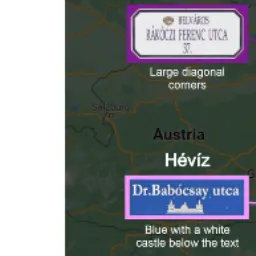 BELVÁROS
RÁKÓCZI FERENC UTCA
37.
Large diagonal
corners
Salzburg
Austria
Hévíz
Dr.Babócsay utca
Blue with a white
castle below the text